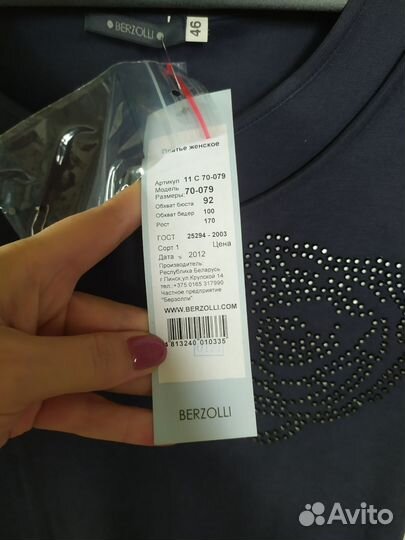 BERZOLLI
46
Платье женское
Артикул 11 С 70-079
Модель 70-079
Размеры:
Обхват бюста 92
Обхват бедер 100
Рост 170
ГОСТ 25294 - 2003
Сорт 1 Цена
Дата 2012
Производитель:
Республика Беларусь
г.Пинск,ул.Крупской 14
тел.:+375 0165 317990
Частное предприятие
"Берзолли"
WWW.BERZOLLI.COM
4 813240 010335
BERZOLLI
Avito